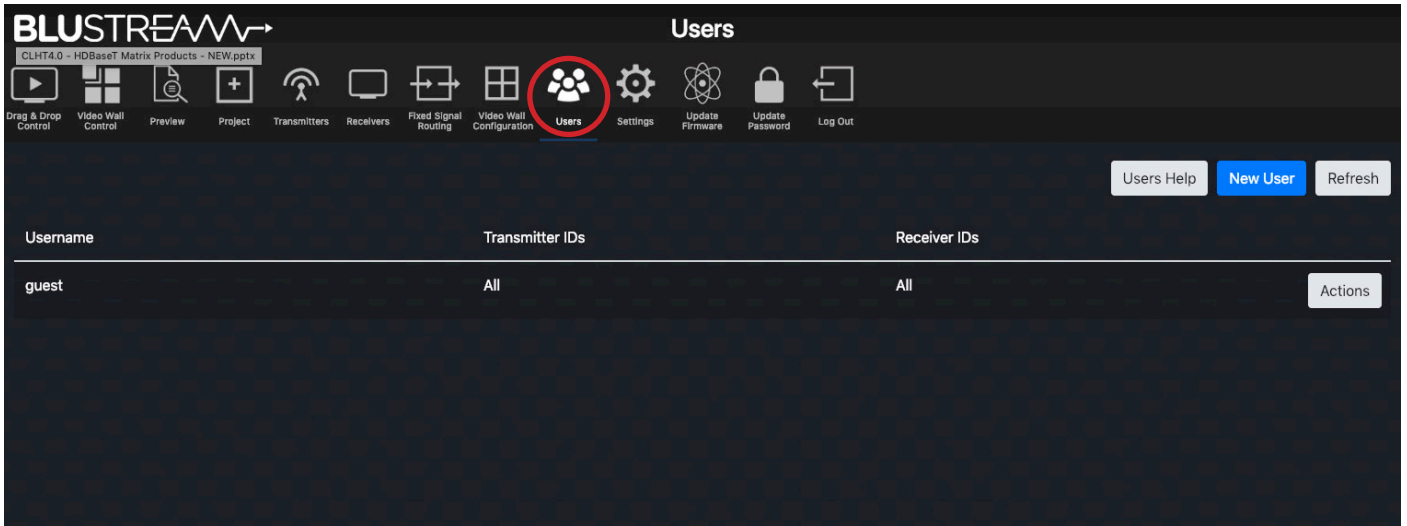 BLUSTREAM
Users
CLHT4.0 - HDBaseT Matrix Products - NEW.pptx
Drag & Drop
Control
Video Wall
Control
Preview
Project
Transmitters
Receivers
Fixed Signal
Routing
Video Wall
Configuration
Users
Settings
Update
Firmware
Update
Password
Log Out
Users Help
New User
Refresh
Username
Transmitter IDs
Receiver IDs
guest
All
All
Actions